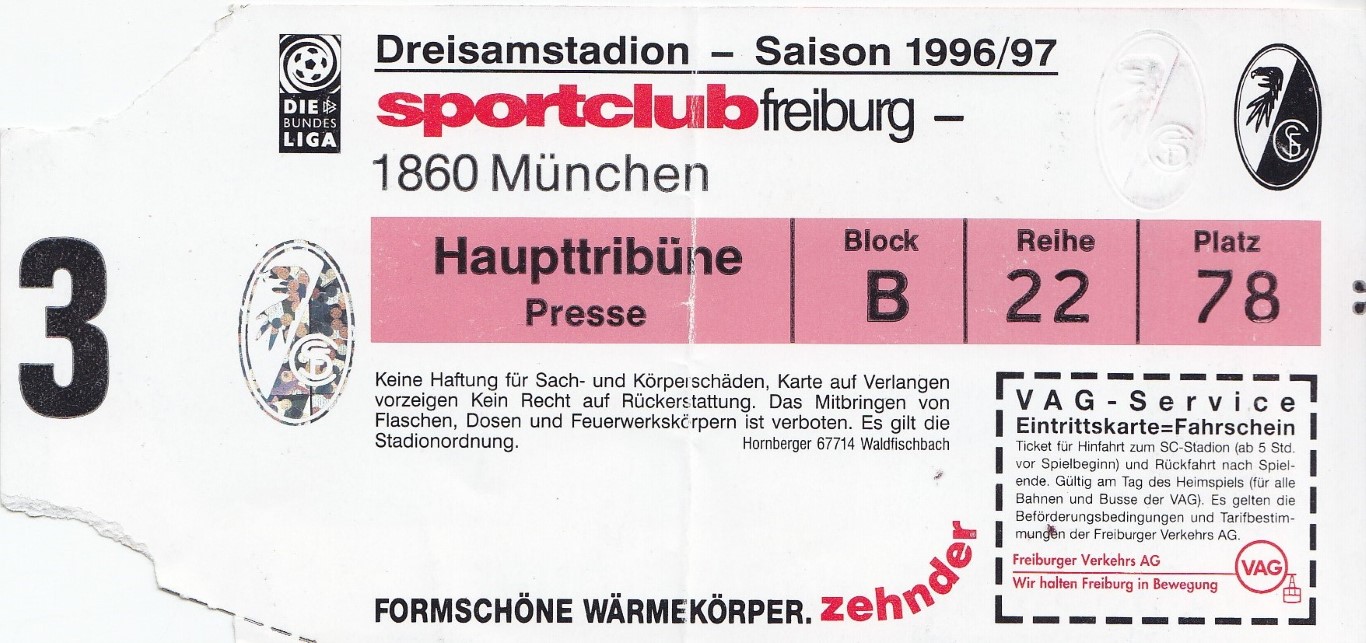 DIE
BUNDES
LIGA
Dreisamstadion – Saison 1996/97
sportclub freiburg –
1860 München
3
Haupttribüne
Presse
Block
B
Reihe
22
Platz
78
Keine Haftung für Sach- und Körperschäden, Karte auf Verlangen
vorzeigen Kein Recht auf Rückerstattung. Das Mitbringen von
Flaschen, Dosen und Feuerwerskörpern ist verboten. Es gilt die
Stadionordnung.
Hornberger 67714 Waldfischbach
VAG-Service
Eintrittskarte=Fahrschein
Ticket für Hinfahrt zum SC-Stadion (ab 5 Std.
vor Spielbeginn) und Rückfahrt nach Spiel-
ende. Gültig am Tag des Heimspiels (für alle
Bahnen und Busse der VAG). Es gelten die
Beförderungsbedingungen und Tarifbestim-
mungen der Freiburger Verkehrs AG.
Freiburger Verkehrs AG
Wir halten Freiburg in Bewegung
VAG
FORMSCHÖNE WÄRMEKÖRPER. zehnder